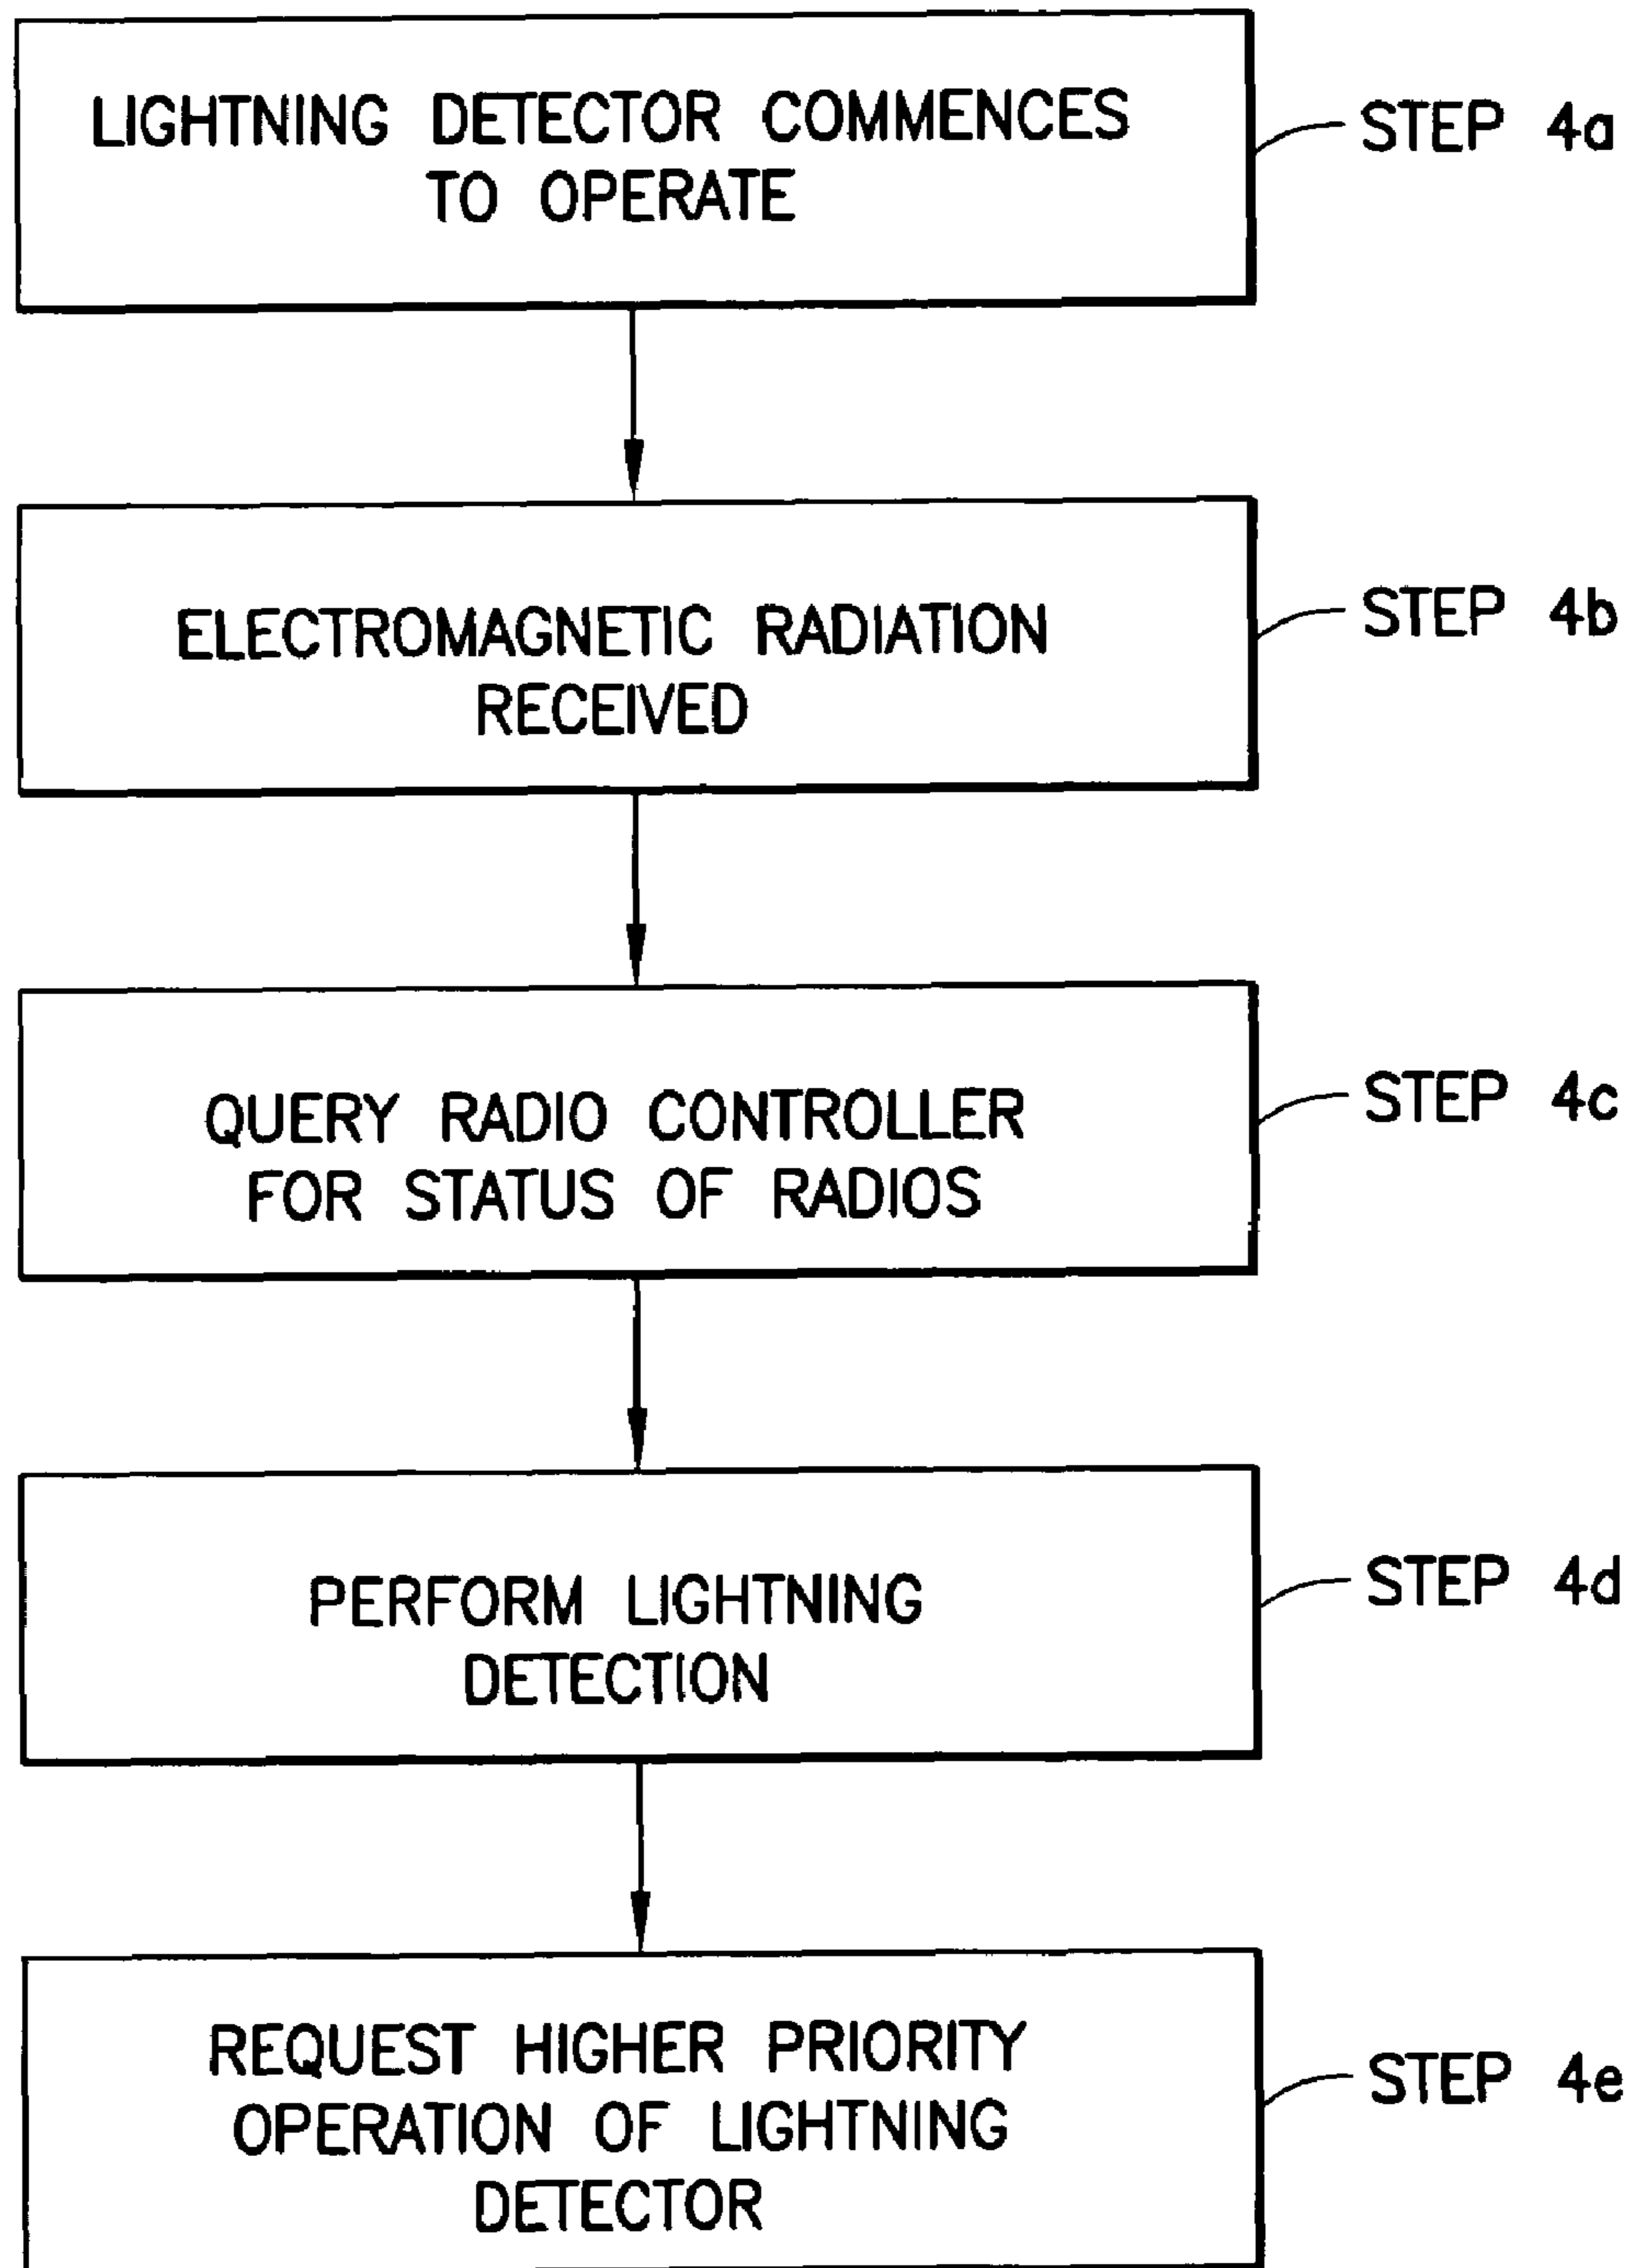 LIGHTNING DETECTOR COMMENCES
TO OPERATE
STEP 4a
ELECTROMAGNETIC RADIATION
RECEIVED
STEP 4b
QUERY RADIO CONTROLLER
FOR STATUS OF RADIOS
STEP 4c
PERFORM LIGHTNING
DETECTION
STEP 4d
REQUEST HIGHER PRIORITY
OPERATION OF LIGHTNING
DETECTOR
STEP 4e